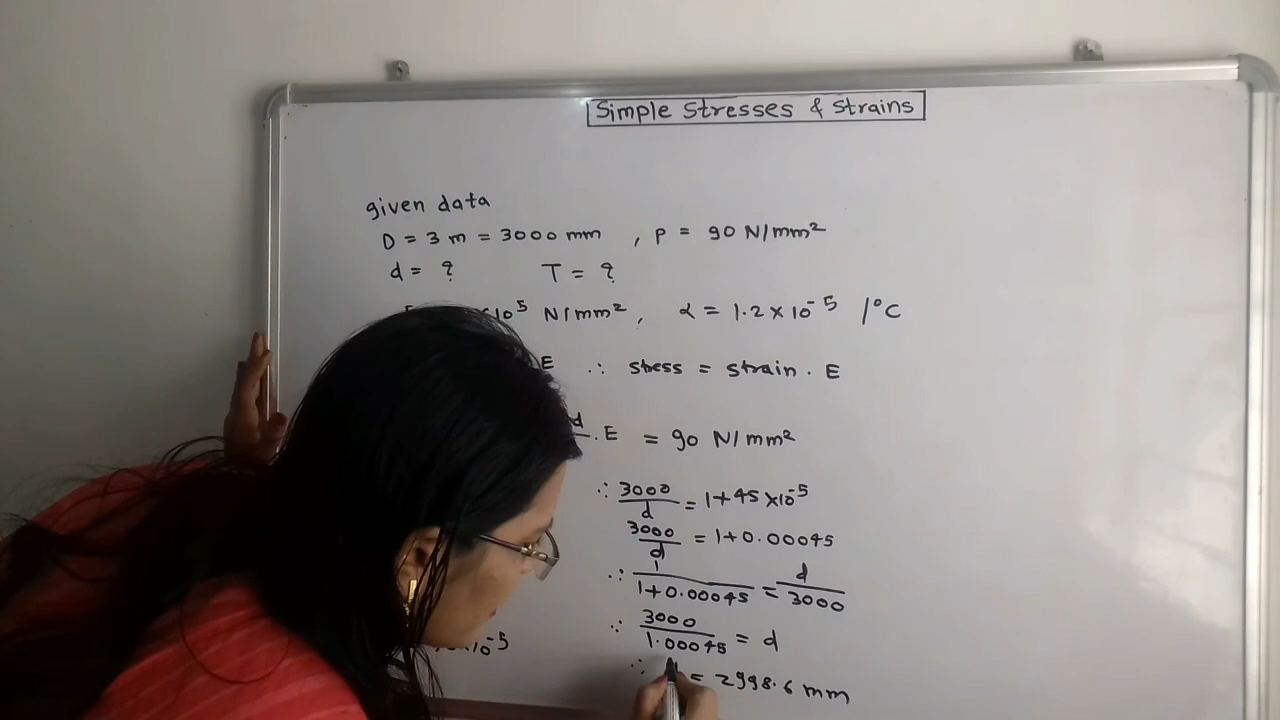 Simple Stresses & Strains
given data
D = 3 m = 3000 mm , P = 90 N/mm²
d = ? T = ?
×10⁵ N/mm², α = 1.2 × 10⁻⁵ /°C
E ∴ stress = strain . E
d . E = 90 N/mm²
∴ 3000/d = 1+45 ×10⁻⁵
3000/d = 1+0.00045
∴ 1/1+0.00045 = d/3000
∴ 3000/1.00045 = d
×10⁻⁵
∴ = 2998.6 mm